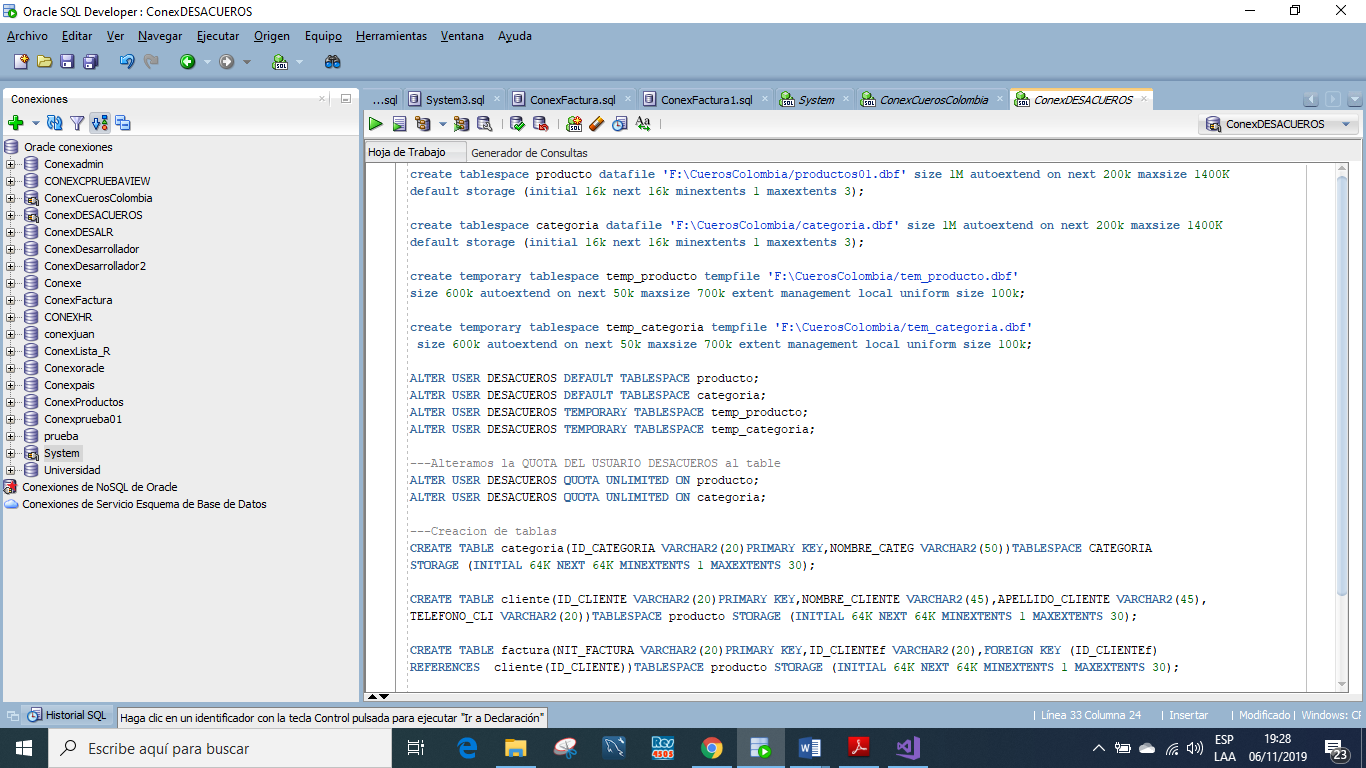 Oracle SQL Developer : ConexDESACUEROS
Archivo Editar Ver Navegar Ejecutar Origen Equipo Herramientas Ventana Ayuda
Conexiones
...sql System3.sql ConexFactura.sql ConexFactura1.sql System ConexCuerosColombia ConexDESACUEROS
ConexDESACUEROS
Hoja de Trabajo Generador de Consultas
Oracle conexiones
Conexadmin
CONEXCPRUEBAVIEW
ConexCuerosColombia
ConexDESACUEROS
ConexDESALR
ConexDesarrollador
ConexDesarrollador2
Conexe
ConexFactura
CONEXHR
conexjuan
ConexLista_R
Conexoracle
Conexpais
ConexProductos
Conexprueba01
prueba
System
Universidad
Conexiones de NoSQL de Oracle
Conexiones de Servicio Esquema de Base de Datos
create tablespace producto datafile 'F:\CuerosColombia/productos01.dbf' size 1M autoextend on next 200k maxsize 1400K
default storage (initial 16k next 16k minextents 1 maxextents 3);
create tablespace categoria datafile 'F:\CuerosColombia/categoria.dbf' size 1M autoextend on next 200k maxsize 1400K
default storage (initial 16k next 16k minextents 1 maxextents 3);
create temporary tablespace temp_producto tempfile 'F:\CuerosColombia/tem_producto.dbf'
size 600k autoextend on next 50k maxsize 700k extent management local uniform size 100k;
create temporary tablespace temp_categoria tempfile 'F:\CuerosColombia/tem_categoria.dbf'
size 600k autoextend on next 50k maxsize 700k extent management local uniform size 100k;
ALTER USER DESACUEROS DEFAULT TABLESPACE producto;
ALTER USER DESACUEROS DEFAULT TABLESPACE categoria;
ALTER USER DESACUEROS TEMPORARY TABLESPACE temp_producto;
ALTER USER DESACUEROS TEMPORARY TABLESPACE temp_categoria;
---Alteramos la QUOTA DEL USUARIO DESACUEROS al table
ALTER USER DESACUEROS QUOTA UNLIMITED ON producto;
ALTER USER DESACUEROS QUOTA UNLIMITED ON categoria;
---Creacion de tablas
CREATE TABLE categoria(ID_CATEGORIA VARCHAR2(20)PRIMARY KEY,NOMBRE_CATEG VARCHAR2(50))TABLESPACE CATEGORIA
STORAGE (INITIAL 64K NEXT 64K MINEXTENTS 1 MAXEXTENTS 30);
CREATE TABLE cliente(ID_CLIENTE VARCHAR2(20)PRIMARY KEY,NOMBRE_CLIENTE VARCHAR2(45),APELLIDO_CLIENTE VARCHAR2(45),
TELEFONO_CLI VARCHAR2(20))TABLESPACE producto STORAGE (INITIAL 64K NEXT 64K MINEXTENTS 1 MAXEXTENTS 30);
CREATE TABLE factura(NIT_FACTURA VARCHAR2(20)PRIMARY KEY,ID_CLIENTEf VARCHAR2(20),FOREIGN KEY (ID_CLIENTEf)
REFERENCES cliente(ID_CLIENTE))TABLESPACE producto STORAGE (INITIAL 64K NEXT 64K MINEXTENTS 1 MAXEXTENTS 30);
Historial SQL
Haga clic en un identificador con la tecla Control pulsada para ejecutar "Ir a Declaración"
Línea 33 Columna 24 | Insertar | Modificado | Windows: CF
Escribe aquí para buscar
ESP
LAA
19:28
06/11/2019
23